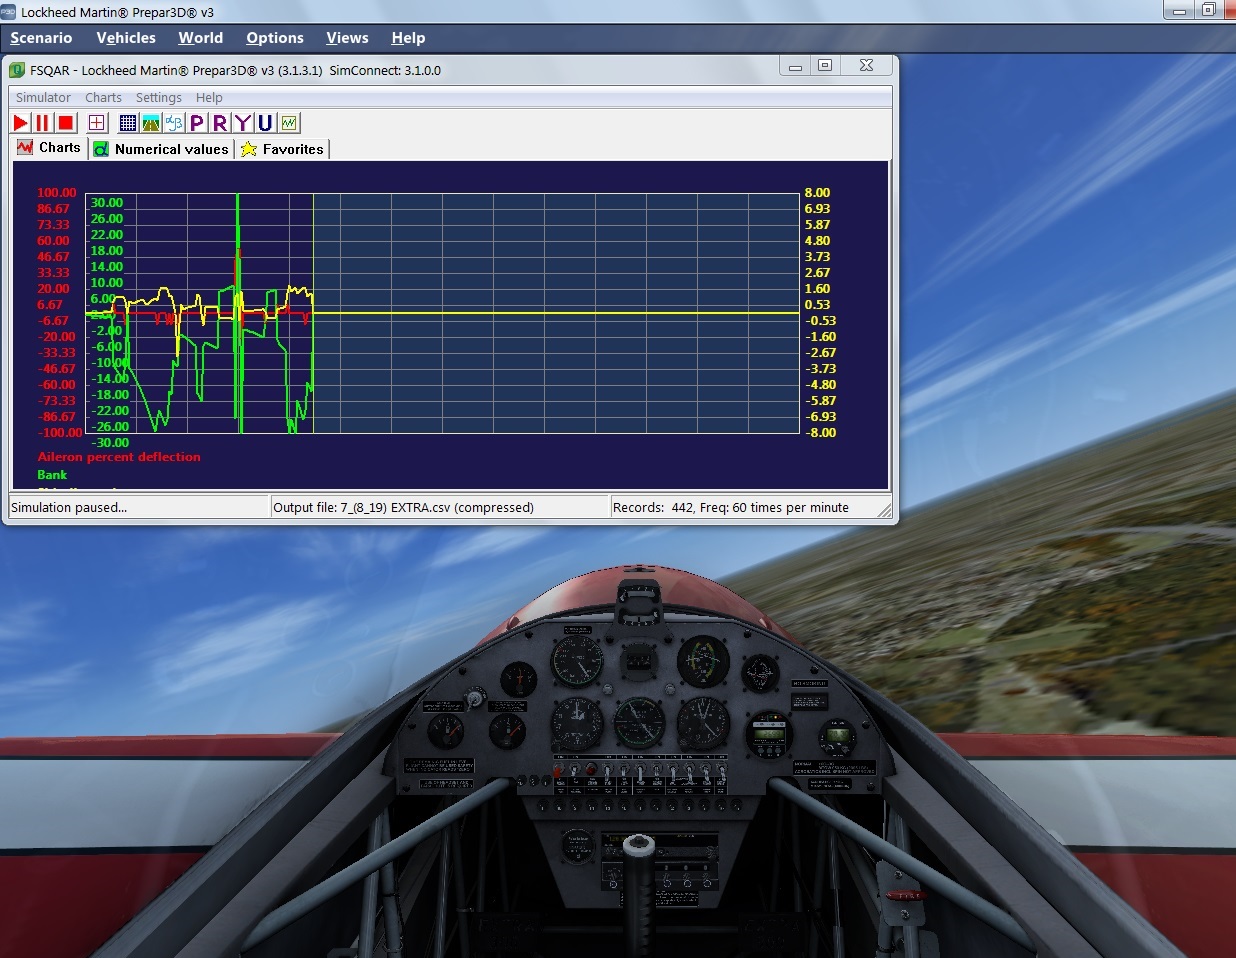 Lockheed Martin® Prepar3D® v3
Scenario Vehicles World Options Views Help
FSQAR - Lockheed Martin® Prepar3D® v3 (3.1.3.1) SimConnect: 3.1.0.0
Simulator Charts Settings Help
P R Y U
Charts Numerical values Favorites
100.00 30.00 8.00
86.67 26.00 6.93
73.33 22.00 5.87
60.00 18.00 4.80
46.67 14.00 3.73
33.33 10.00 2.67
20.00 6.00 1.60
6.67 0.53
-6.67 -2.00 -0.53
-20.00 -6.00 -1.60
-33.33 -10.00 -2.67
-46.67 -14.00 -3.73
-60.00 -18.00 -4.80
-73.33 -22.00 -5.87
-86.67 -26.00 -6.93
-100.00 -30.00 -8.00
Aileron percent deflection
Bank
Simulation paused...
Output file: 7_(8_19) EXTRA.csv (compressed)
Records: 442, Freq: 60 times per minute